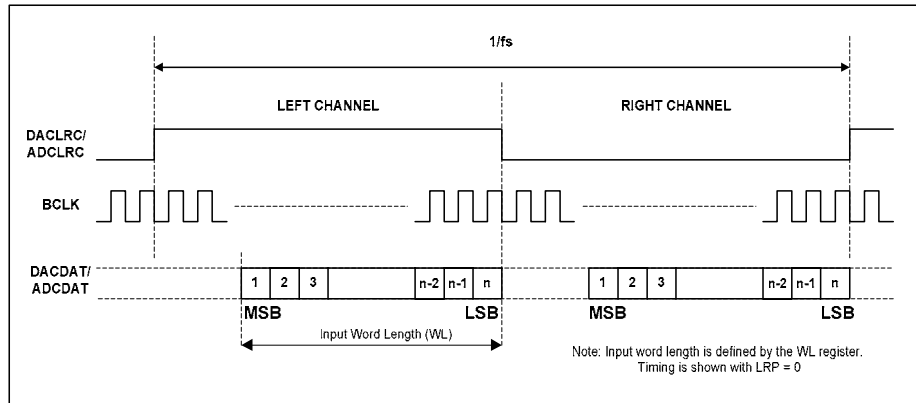 1/fs
LEFT CHANNEL
RIGHT CHANNEL
DACLRC/
ADCLRC
BCLK
DACDAT/
ADCDAT
1 2 3 n-2 n-1 n 1 2 3 n-2 n-1 n
MSB LSB MSB LSB
Input Word Length (WL)
Note: Input word length is defined by the WL register.
Timing is shown with LRP = 0